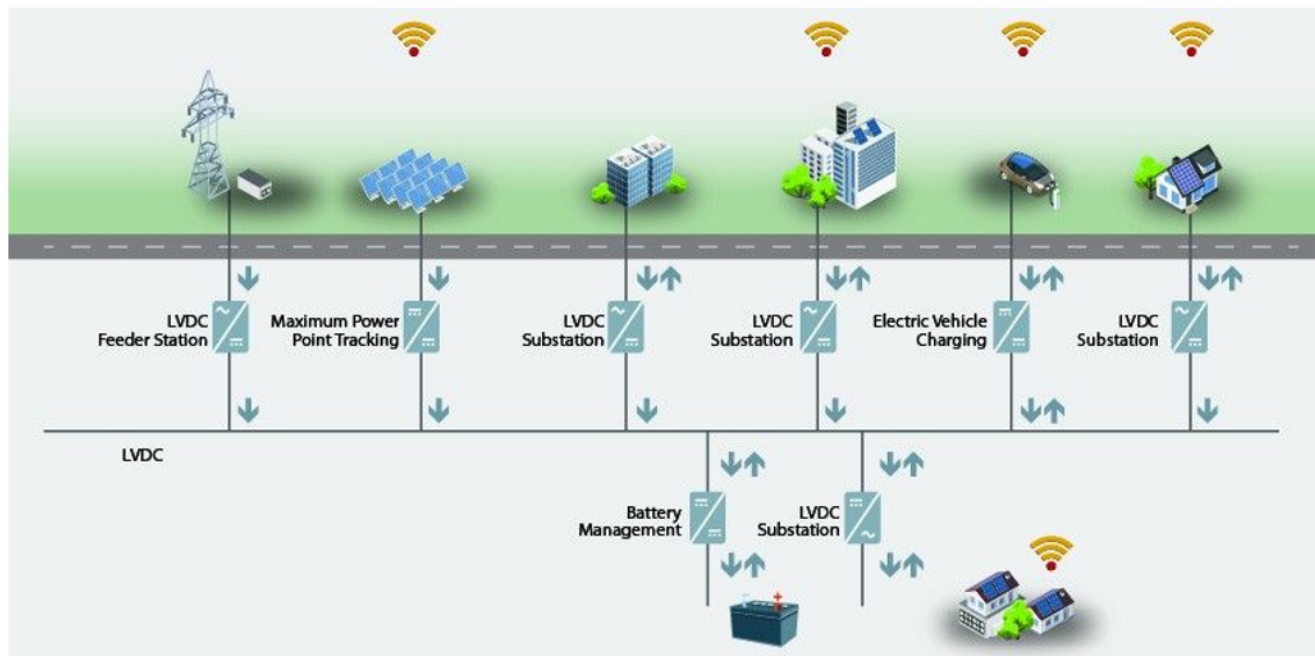 LVDC
Feeder Station
Maximum Power
Point Tracking
LVDC
Substation
LVDC
Substation
Electric Vehicle
Charging
LVDC
Substation
LVDC
Battery
Management
LVDC
Substation
- +